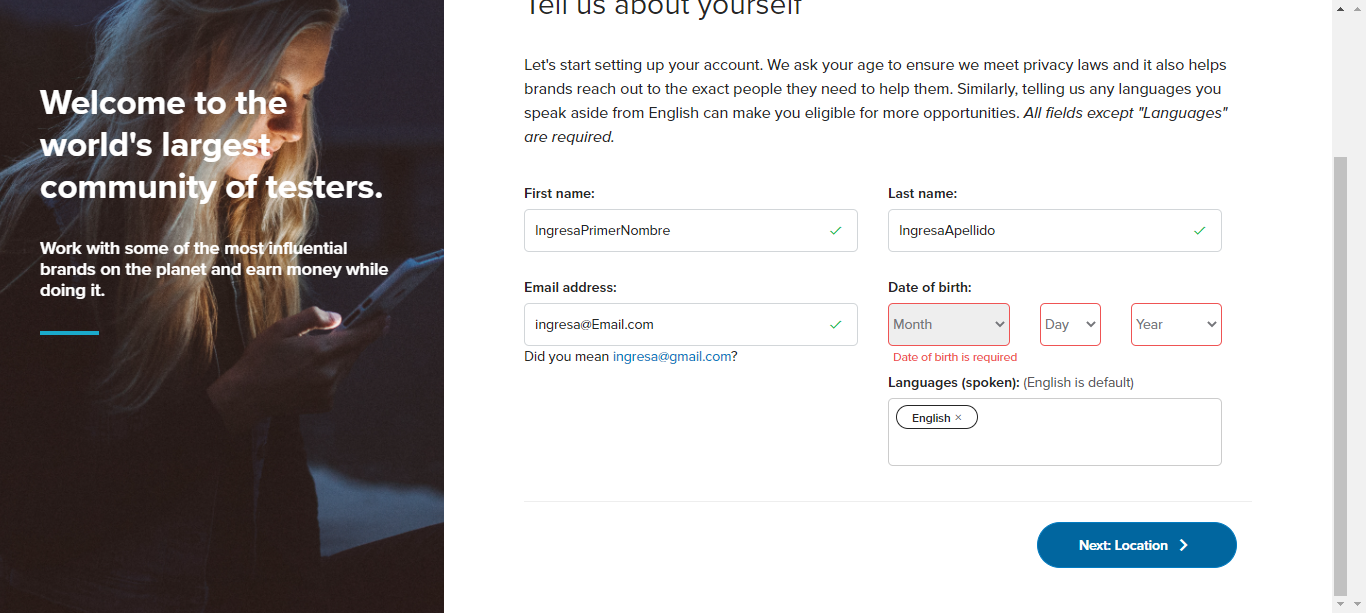 Tell us about yourself
Welcome to the
world's largest
community of testers.
Work with some of the most influential
brands on the planet and earn money while
doing it.
Let's start setting up your account. We ask your age to ensure we meet privacy laws and it also helps
brands reach out to the exact people they need to help them. Similarly, telling us any languages you
speak aside from English can make you eligible for more opportunities. All fields except "Languages"
are required.
First name:
Last name:
IngresaPrimerNombre
IngresaApellido
Email address:
Date of birth:
ingresa@Email.com
Month
Day
Year
Did you mean ingresa@gmail.com?
Date of birth is required
Languages (spoken): (English is default)
English ×
Next: Location